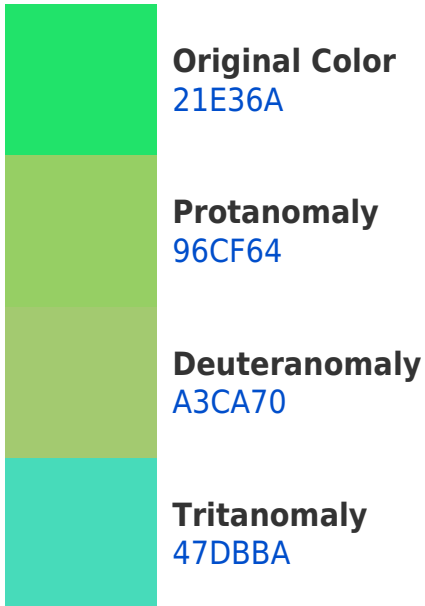 Original Color
21E36A
Protanomaly
96CF64
Deuteranomaly
A3CA70
Tritanomaly
47DBBA